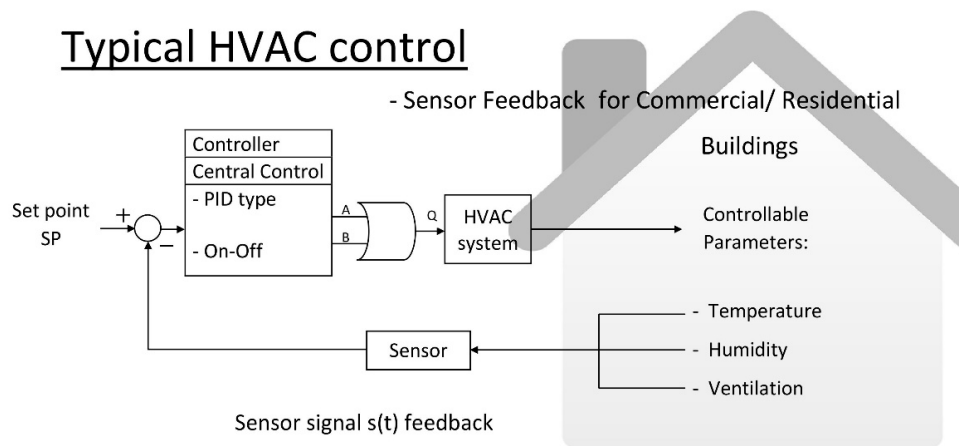 Typical HVAC control
- Sensor Feedback for Commercial/ Residential
Buildings
Controller
Central Control
- PID type
- On-Off
Set point
SP
+
−
A
B
Q
HVAC
system
Controllable
Parameters:
- Temperature
- Humidity
- Ventilation
Sensor
Sensor signal s(t) feedback